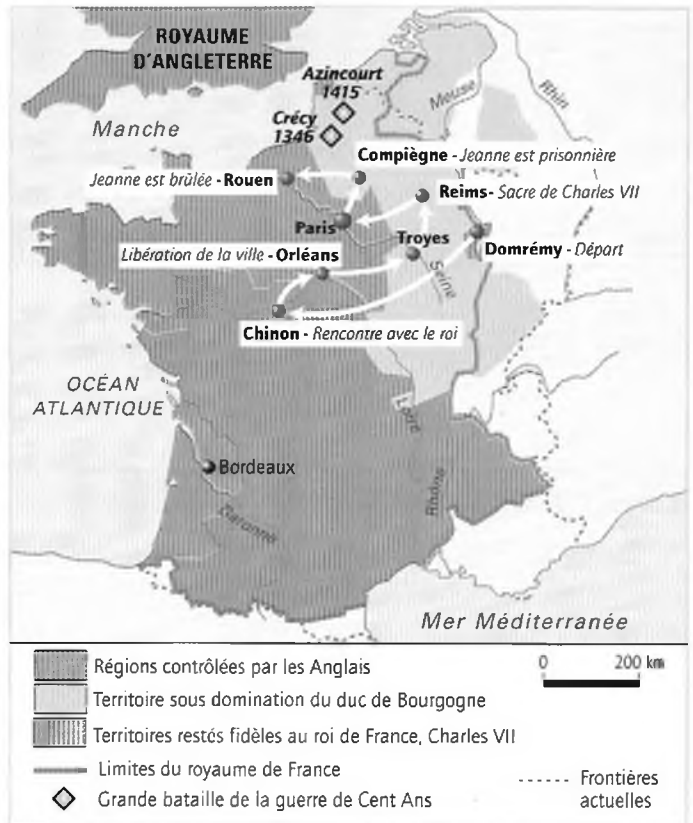 ROYAUME
D'ANGLETERRE
Azincourt
1415
Crécy
1346
Manche
Meuse
Rhin
Compiègne - Jeanne est prisonnière
Jeanne est brûlée - Rouen
Reims - Sacre de Charles VII
Paris
Troyes
Domrémy - Départ
Libération de la ville - Orléans
Seine
Chinon - Rencontre avec le roi
OCÉAN
ATLANTIQUE
Loire
Bordeaux
Garonne
Rhône
Mer Méditerranée
Régions contrôlées par les Anglais
0 200 km
Territoire sous domination du duc de Bourgogne
Territoires restés fidèles au roi de France, Charles VII
Limites du royaume de France
Frontières
actuelles
Grande bataille de la guerre de Cent Ans